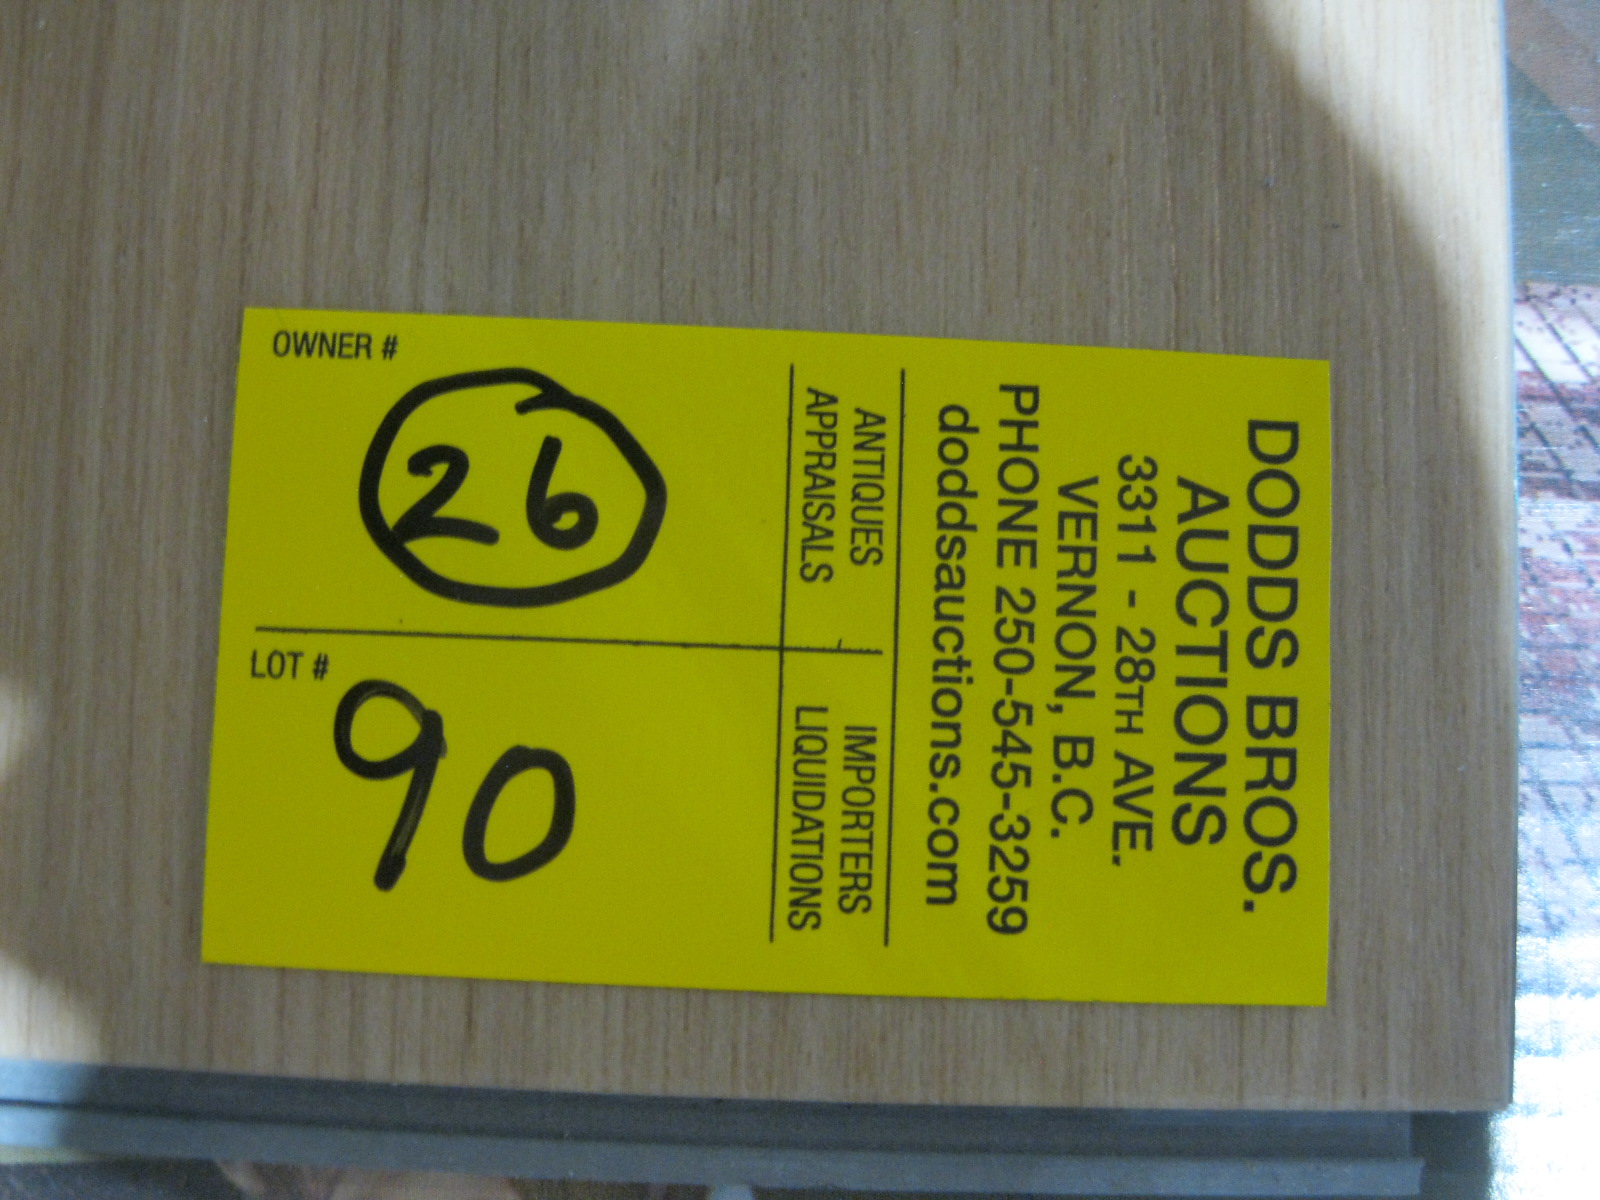 DODDS BROS.
AUCTIONS
3311 - 28TH AVE.
VERNON, B.C.
PHONE 250-545-3259
doddsauctions.com
ANTIQUES
APPRAISALS
IMPORTERS
LIQUIDATIONS
OWNER #
26
LOT #
90